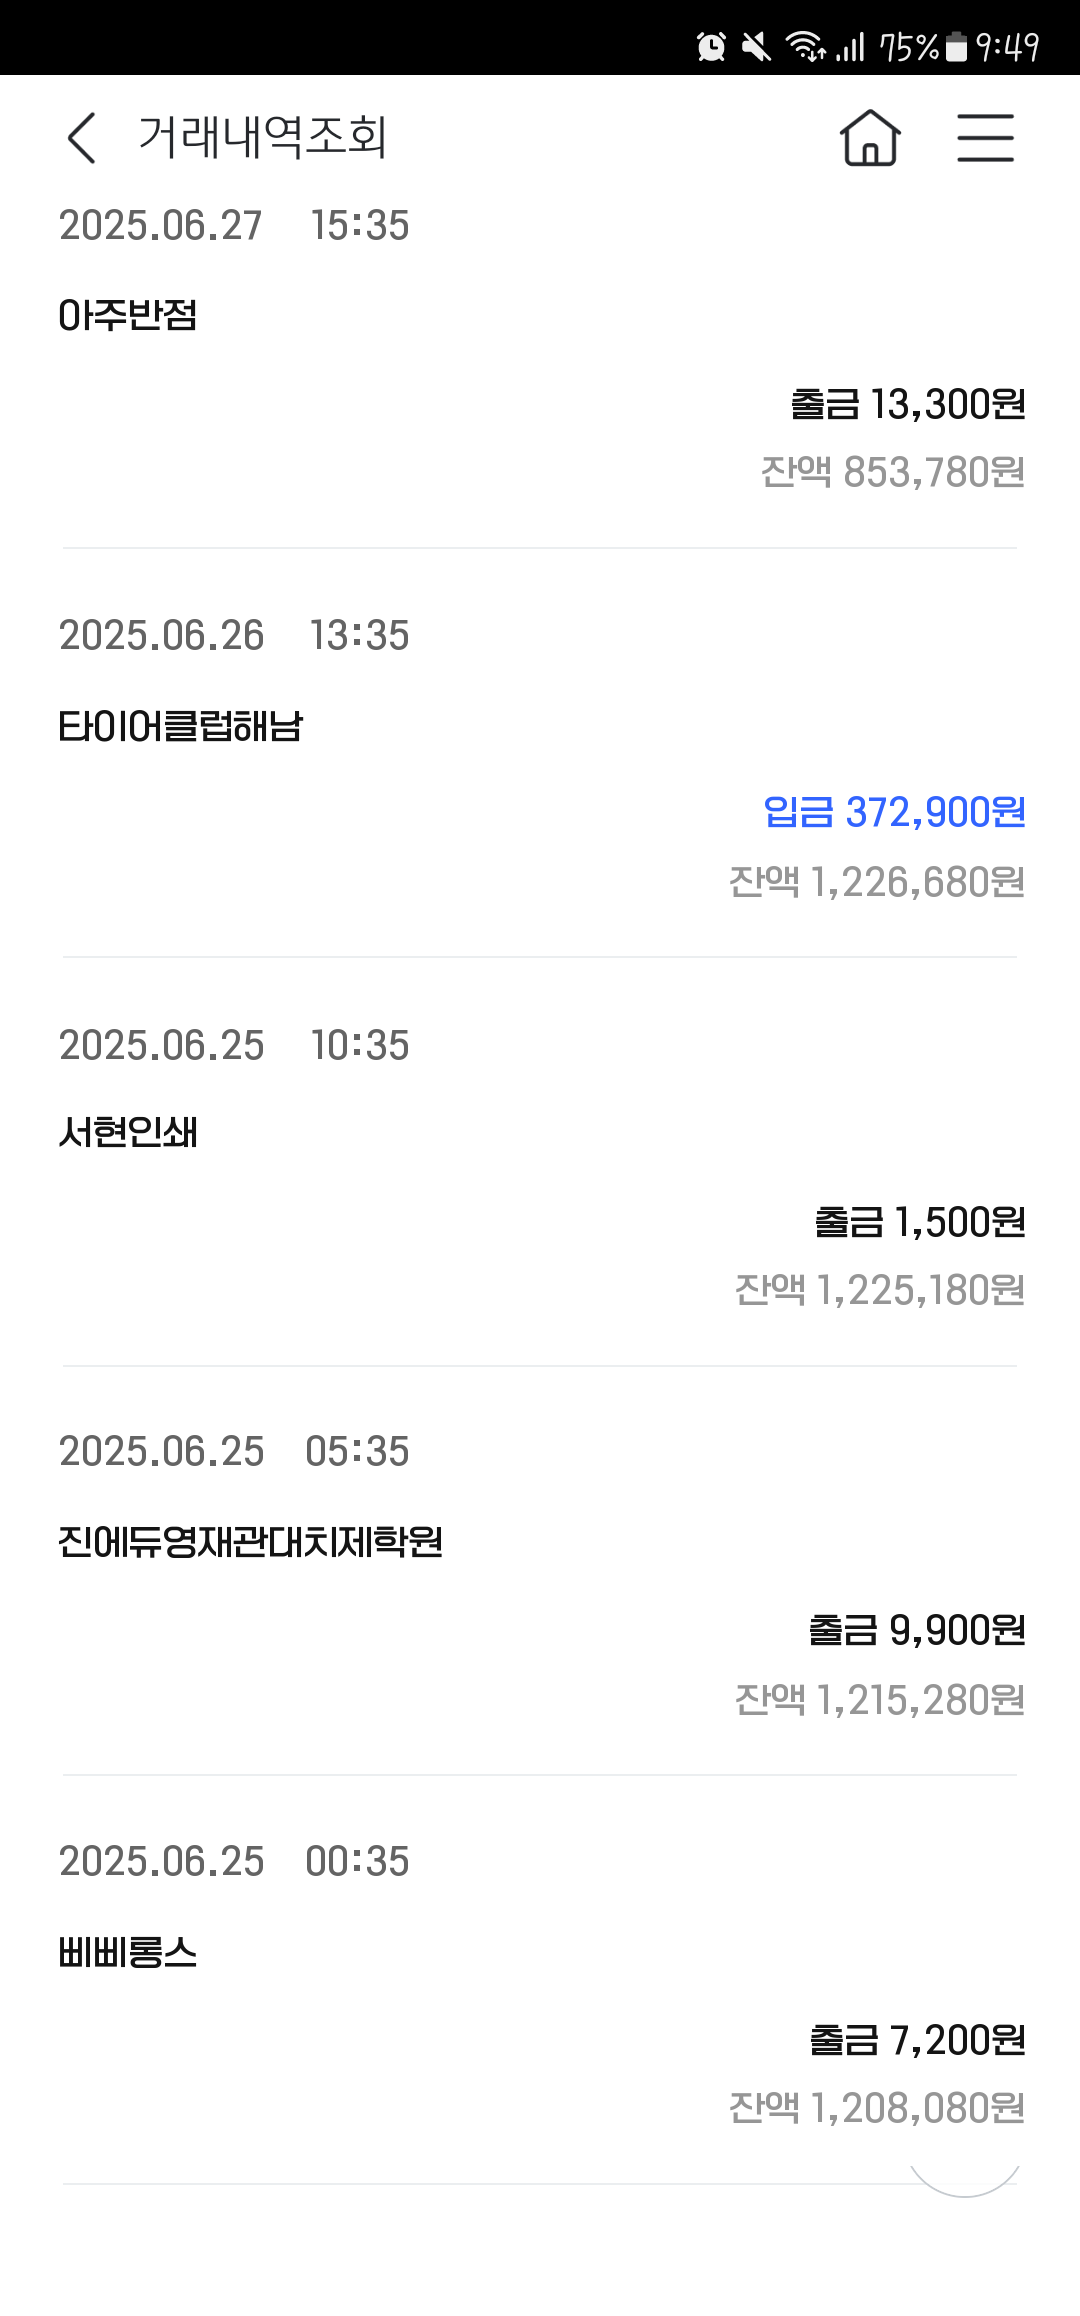 75% 9:49
거래내역조회
2025.06.27 15:35
아주반점
출금 13,300원
잔액 853,780원
2025.06.26 13:35
타이어클럽해남
입금 372,900원
잔액 1,226,680원
2025.06.25 10:35
서현인쇄
출금 1,500원
잔액 1,225,180원
2025.06.25 05:35
진에듀영재관대치제학원
출금 9,900원
잔액 1,215,280원
2025.06.25 00:35
삐삐롱스
출금 7,200원
잔액 1,208,080원